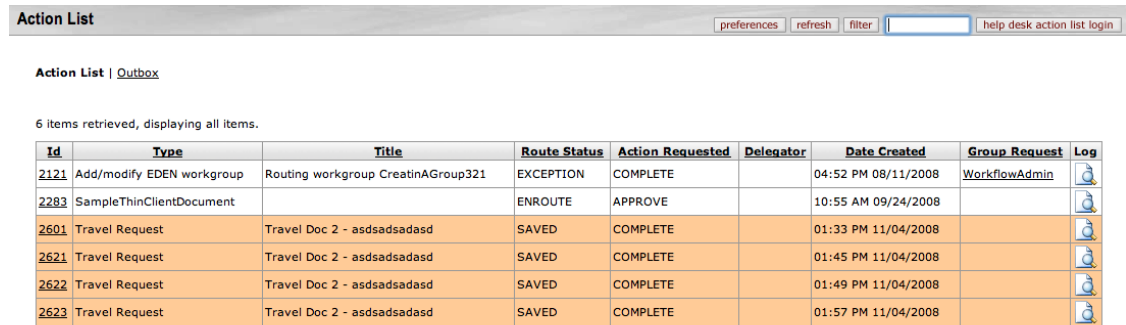 Action List
preferences refresh filter help desk action list login
Action List | Outbox
6 items retrieved, displaying all items.
Id Type Title Route Status Action Requested Delegator Date Created Group Request Log
2121 Add/modify EDEN workgroup Routing workgroup CreatinAGroup321 EXCEPTION COMPLETE 04:52 PM 08/11/2008 WorkflowAdmin
2283 SampleThinClientDocument ENROUTE APPROVE 10:55 AM 09/24/2008
2601 Travel Request Travel Doc 2 - asdsadsadasd SAVED COMPLETE 01:33 PM 11/04/2008
2621 Travel Request Travel Doc 2 - asdsadsadasd SAVED COMPLETE 01:45 PM 11/04/2008
2622 Travel Request Travel Doc 2 - asdsadsadasd SAVED COMPLETE 01:49 PM 11/04/2008
2623 Travel Request Travel Doc 2 - asdsadsadasd SAVED COMPLETE 01:57 PM 11/04/2008